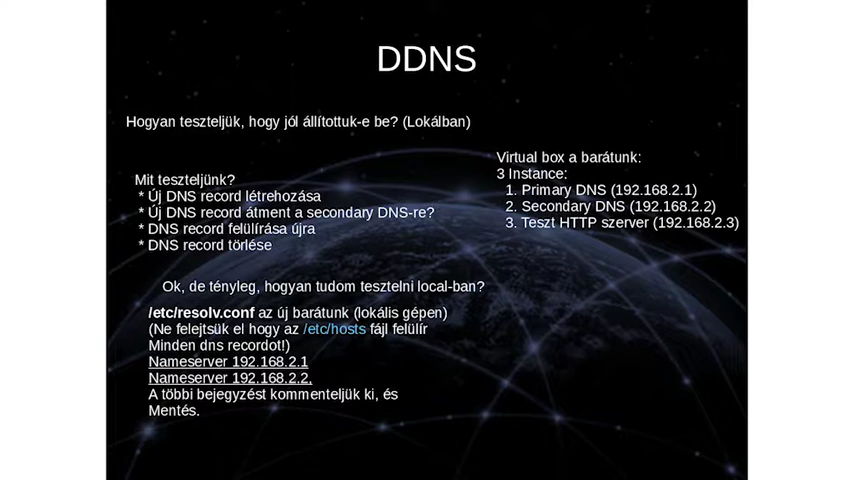 DDNS
Hogyan teszteljük, hogy jól állítottuk-e be? (Lokálban)
Mit teszteljünk?
* Új DNS record létrehozása
* Új DNS record átment a secondary DNS-re?
* DNS record felülírása újra
* DNS record törlése
Virtual box a barátunk:
3 Instance:
1. Primary DNS (192.168.2.1)
2. Secondary DNS (192.168.2.2)
3. Teszt HTTP szerver (192.168.2.3)
Ok, de tényleg, hogyan tudom tesztelni local-ban?
/etc/resolv.conf az új barátunk (lokális gépen)
(Ne felejtsük el hogy az /etc/hosts fájl felülír
Minden dns recordot!)
Nameserver 192.168.2.1
Nameserver 192.168.2.2,
A többi bejegyzést kommenteljük ki, és
Mentés.